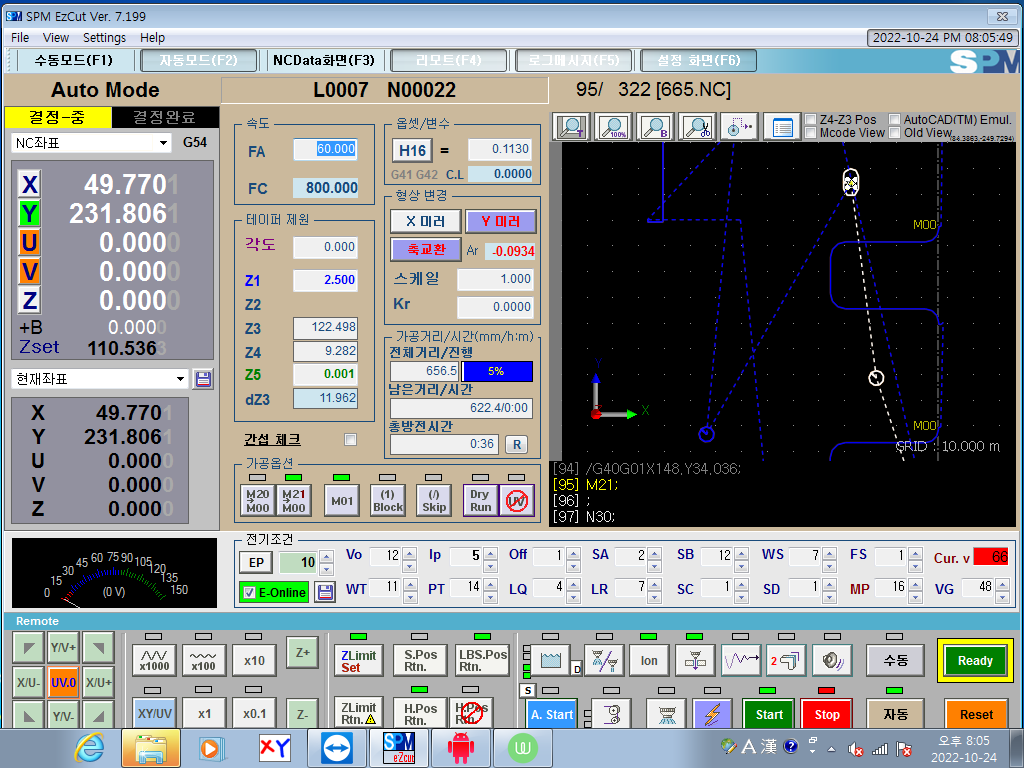 SPM EzCut Ver. 7.199
File View Settings Help
2022-10-24 PM 08:05:49
수동모드(F1) 자동모드(F2) NCData화면(F3) 리모트(F4) 로그메시지(F5) 설정 화면(F6)
SPM
Auto Mode
L0007 N00022
95/ 322 [665.NC]
결정-중 결정완료
NC좌표 G54
X 49.7701
Y 231.8061
U 0.0000
V 0.0000
Z 0.0000
+B 0.0000
Zset 110.5363
현재좌표
X 49.7701
Y 231.8061
U 0.0000
V 0.0000
Z 0.0000
속도
FA 60.000
FC 800.000
테이퍼 제원
각도 0.000
Z1 2.500
Z2
Z3 122.498
Z4 9.282
Z5 0.001
dZ3 11.962
간섭 체크
옵셋/변수
H16 = 0.1130
G41 G42 C.L 0.0000
형상 변경
X 미러 Y 미러
축교환 Ar -0.0934
스케일 1.000
Kr 0.0000
가공거리/시간(mm/h:m)
전체거리/진행
656.5 5%
남은거리/시간
622.4/0:00
총방전시간
0:36 R
가공옵션
M20 M00
M21 M00
M01
(1) Block
(/) Skip
Dry Run
UV
T 100% B
Z4-Z3 Pos AutoCAD(TM) Emul.
Mcode View Old View
(84.3863,-249.7294)
M00
M00
Y
X
GRID : 10.000 m
[94] /G40G01X148,Y34,036;
[95] M21;
[96] ;
[97] N30;
0 15 30 45 60 75 90 105 120 135 150
(0 V)
전기조건
EP 10
E-Online
Vo 12 Ip 5 Off 1 SA 2 SB 12 WS 7 FS 1 Cur. v 66
WT 11 PT 14 LQ 4 LR 7 SC 1 SD 1 MP 16 VG 48
Remote
Y/V+
X/U- UV.0 X/U+
Y/V-
x1000 x100 x10 Z+
XY/UV x1 x0.1 Z-
ZLimit Set
S.Pos Rtn.
LBS.Pos Rtn.
ZLimit Rtn.
H.Pos Rtn.
H.Pos Rtn.
D
Ion
2
수동
Ready
S
A. Start
Start
Stop
자동
Reset
XY
SPM eZcut
W
A 漢
오후 8:05
2022-10-24